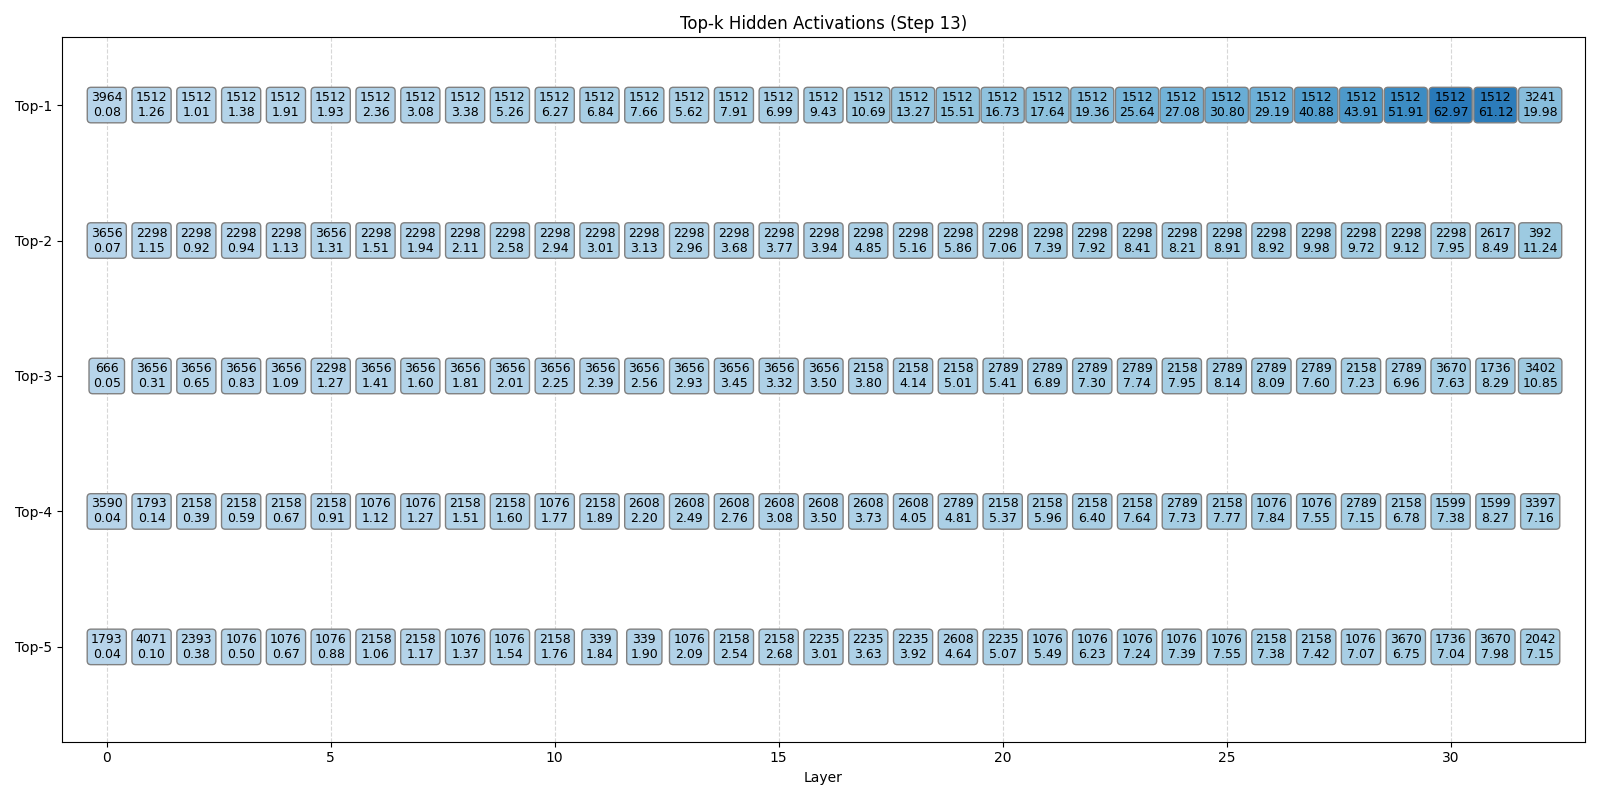 Top-k Hidden Activations (Step 13)
Top-1
3964 1512 1512 1512 1512 1512 1512 1512 1512 1512 1512 1512 1512 1512 1512 1512 1512 1512 1512 1512 1512 1512 1512 1512 1512 1512 1512 1512 1512 1512 1512 1512 3241
0.08 1.26 1.01 1.38 1.91 1.93 2.36 3.08 3.38 5.26 6.27 6.84 7.66 5.62 7.91 6.99 9.43 10.69 13.27 15.51 16.73 17.64 19.36 25.64 27.08 30.80 29.19 40.88 43.91 51.91 62.97 61.12 19.98
Top-2
3656 2298 2298 2298 2298 3656 2298 2298 2298 2298 2298 2298 2298 2298 2298 2298 2298 2298 2298 2298 2298 2298 2298 2298 2298 2298 2298 2298 2298 2298 2298 2617 392
0.07 1.15 0.92 0.94 1.13 1.31 1.51 1.94 2.11 2.58 2.94 3.01 3.13 2.96 3.68 3.77 3.94 4.85 5.16 5.86 7.06 7.39 7.92 8.41 8.21 8.91 8.92 9.98 9.72 9.12 7.95 8.49 11.24
Top-3
666 3656 3656 3656 3656 2298 3656 3656 3656 3656 3656 3656 3656 3656 3656 3656 3656 2158 2158 2158 2789 2789 2789 2789 2158 2789 2789 2789 2158 2789 3670 1736 3402
0.05 0.31 0.65 0.83 1.09 1.27 1.41 1.60 1.81 2.01 2.25 2.39 2.56 2.93 3.45 3.32 3.50 3.80 4.14 5.01 5.41 6.89 7.30 7.74 7.95 8.14 8.09 7.60 7.23 6.96 7.63 8.29 10.85
Top-4
3590 1793 2158 2158 2158 2158 1076 1076 2158 2158 1076 2158 2608 2608 2608 2608 2608 2608 2608 2789 2158 2158 2158 2158 2789 2158 1076 1076 2789 2158 1599 1599 3397
0.04 0.14 0.39 0.59 0.67 0.91 1.12 1.27 1.51 1.60 1.77 1.89 2.20 2.49 2.76 3.08 3.50 3.73 4.05 4.81 5.37 5.96 6.40 7.64 7.73 7.77 7.84 7.55 7.15 6.78 7.38 8.27 7.16
Top-5
1793 4071 2393 1076 1076 1076 2158 2158 1076 1076 2158 339 339 1076 2158 2158 2235 2235 2235 2608 2235 1076 1076 1076 1076 1076 2158 2158 1076 3670 1736 3670 2042
0.04 0.10 0.38 0.50 0.67 0.88 1.06 1.17 1.37 1.54 1.76 1.84 1.90 2.09 2.54 2.68 3.01 3.63 3.92 4.64 5.07 5.49 6.23 7.24 7.39 7.55 7.38 7.42 7.07 6.75 7.04 7.98 7.15
0 5 10 15 20 25 30
Layer